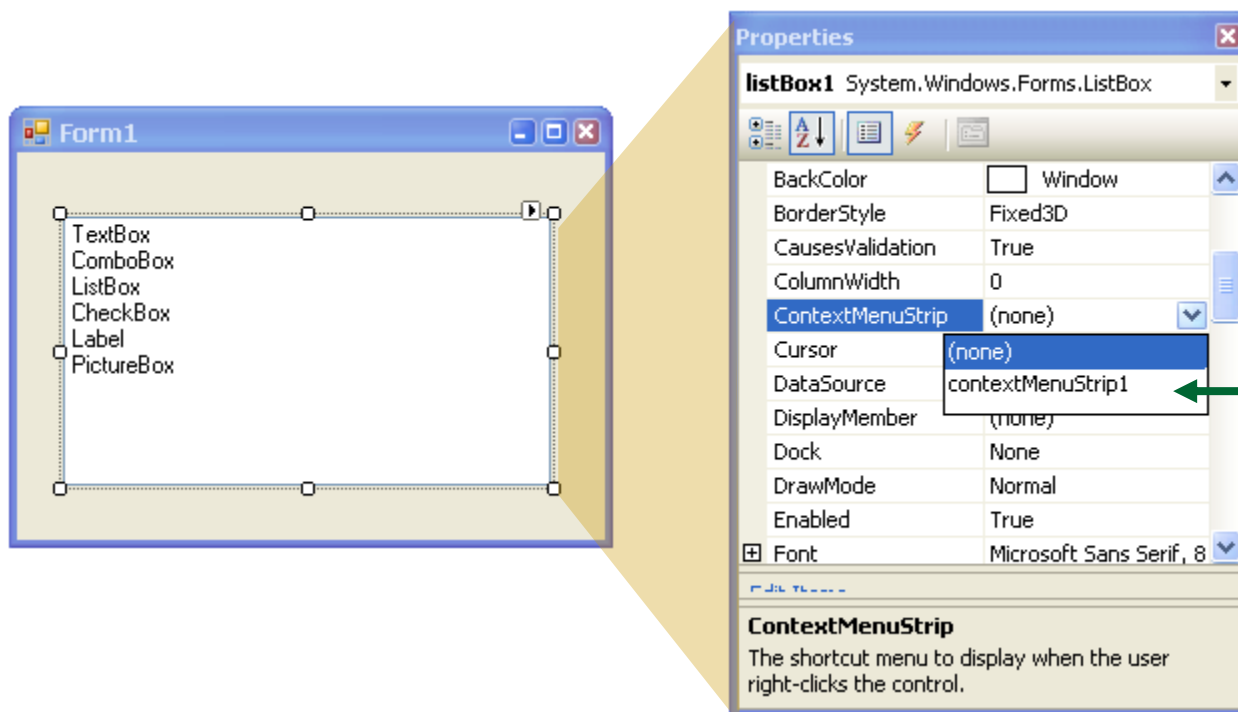 Form1
TextBox
ComboBox
ListBox
CheckBox
Label
PictureBox
Properties
listBox1 System.Windows.Forms.ListBox
A
Z
BackColor Window
BorderStyle Fixed3D
CausesValidation True
ColumnWidth 0
ContextMenuStrip (none)
Cursor (none)
DataSource contextMenuStrip1
DisplayMember (none)
Dock None
DrawMode Normal
Enabled True
Font Microsoft Sans Serif, 8
ContextMenuStrip
The shortcut menu to display when the user
right-clicks the control.